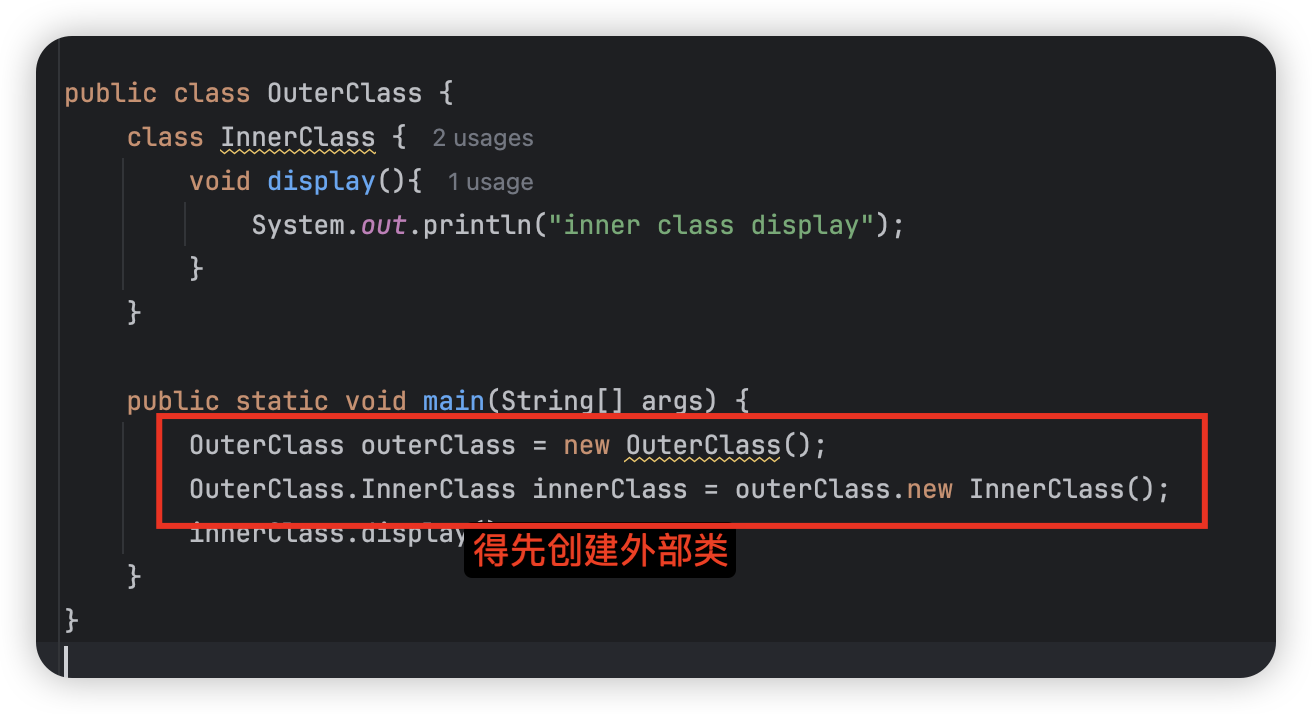 public class OuterClass {
class InnerClass { 2 usages
void display(){ 1 usage
System.out.println("inner class display");
}
}
public static void main(String[] args) {
OuterClass outerClass = new OuterClass();
OuterClass.InnerClass innerClass = outerClass.new InnerClass();
innerClass.display()
得先创建外部类
}
}